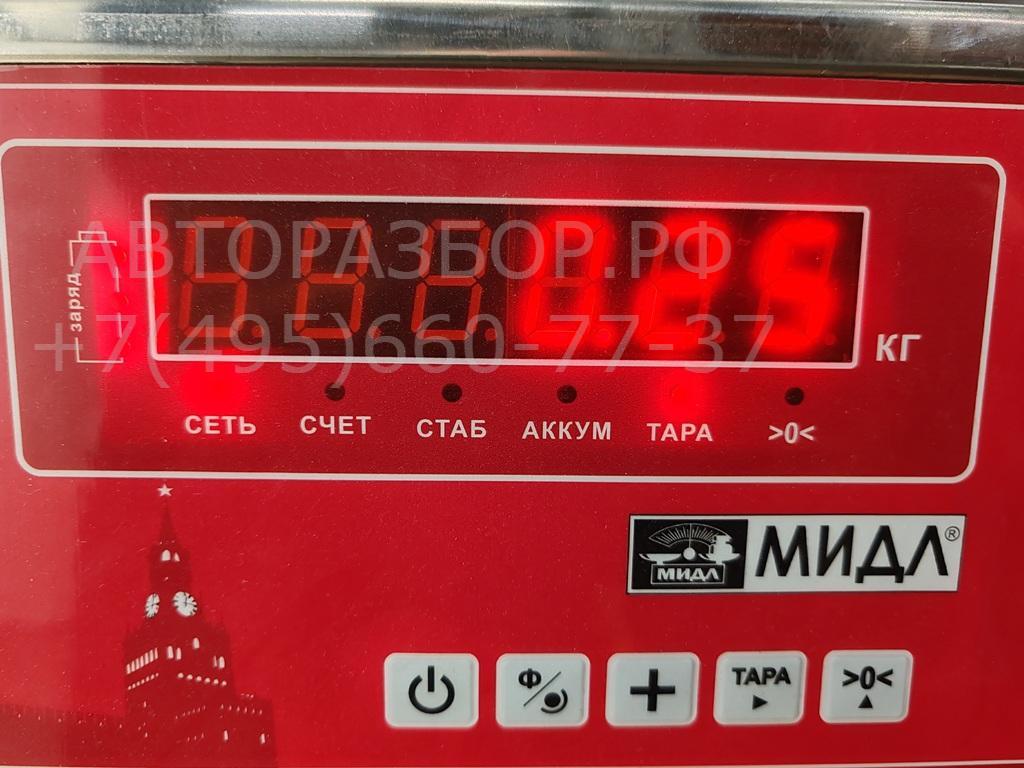 АВТОРАЗБОР.РФ
+7(495)660-77-37
заряд
КГ
СЕТЬ СЧЕТ СТАБ АККУМ ТАРА >0<
МИДЛ МИДЛ®
Ф ТАРА >0<